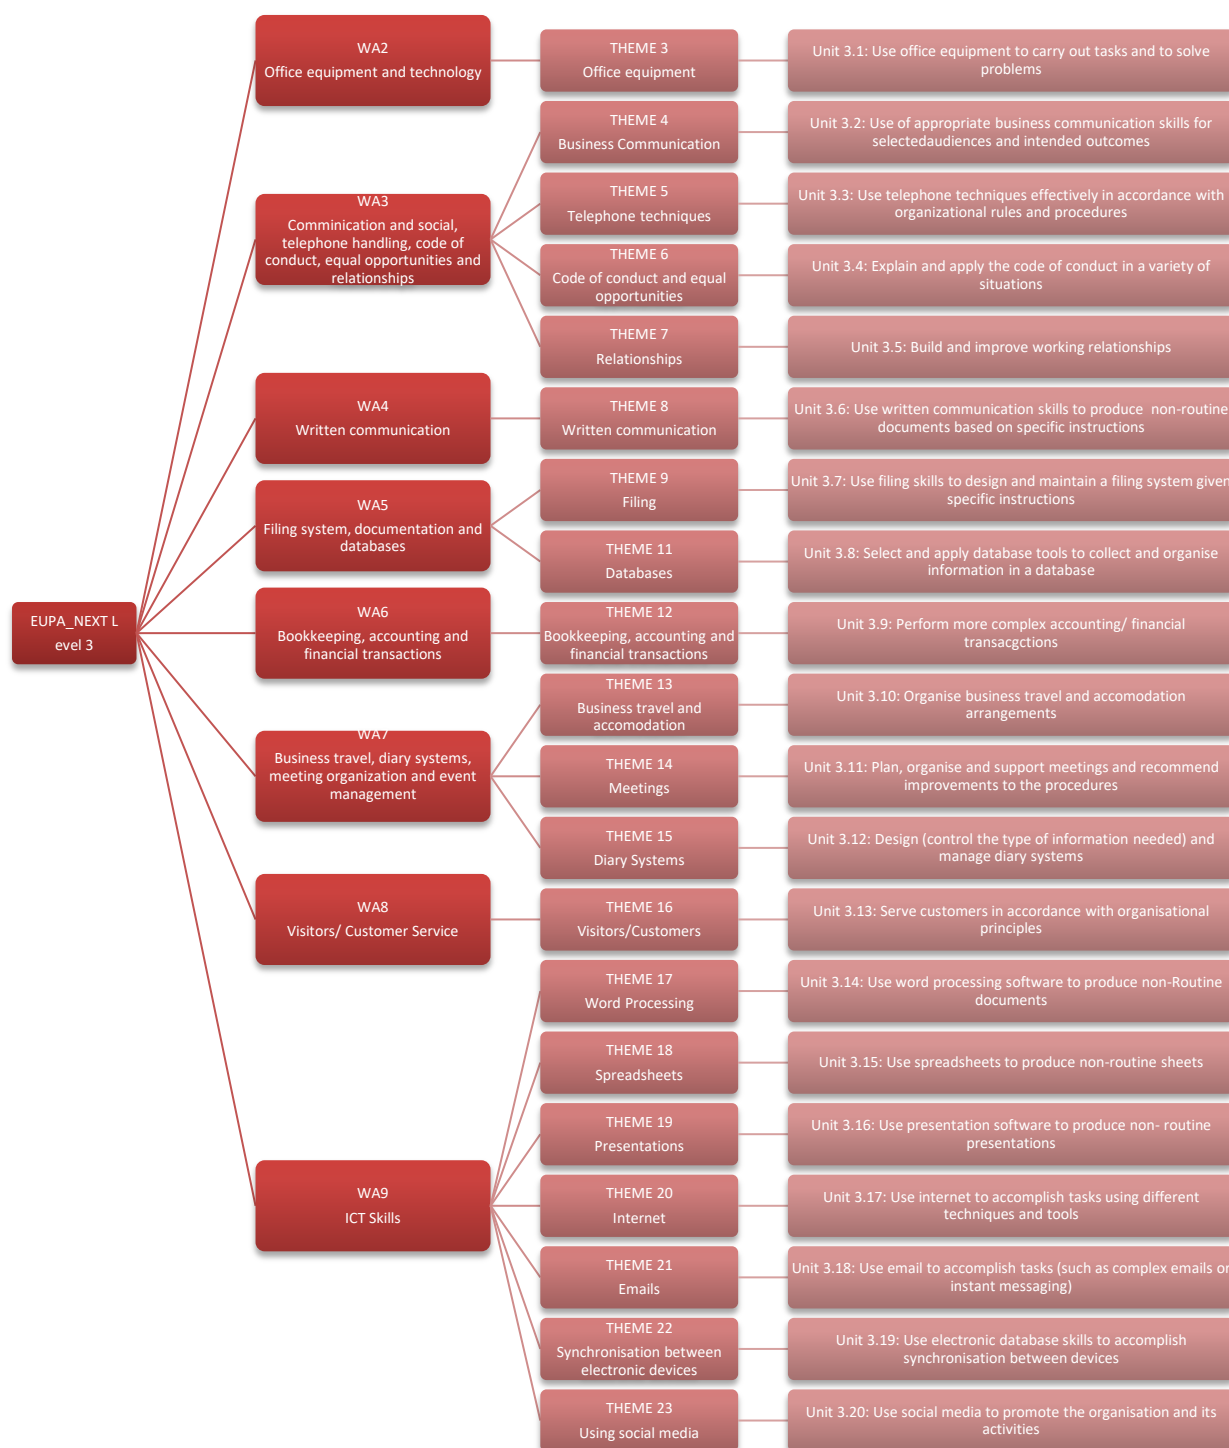 EUPA_NEXT L
evel 3
WA2
Office equipment and technology
THEME 3
Office equipment
Unit 3.1: Use office equipment to carry out tasks and to solve
problems
WA3
Comminication and social,
telephone handling, code of
conduct, equal opportunities and
relationships
THEME 4
Business Communication
Unit 3.2: Use of appropriate business communication skills for
selectedaudiences and intended outcomes
THEME 5
Telephone techniques
Unit 3.3: Use telephone techniques effectively in accordance with
organizational rules and procedures
THEME 6
Code of conduct and equal
opportunities
Unit 3.4: Explain and apply the code of conduct in a variety of
situations
THEME 7
Relationships
Unit 3.5: Build and improve working relationships
WA4
Written communication
THEME 8
Written communication
Unit 3.6: Use written communication skills to produce  non-routine
documents based on specific instructions
WA5
Filing system, documentation and
databases
THEME 9
Filing
Unit 3.7: Use filing skills to design and maintain a filing system given
specific instructions
THEME 11
Databases
Unit 3.8: Select and apply database tools to collect and organise
information in a database
WA6
Bookkeeping, accounting and
financial transactions
THEME 12
Bookkeeping, accounting and
financial transactions
Unit 3.9: Perform more complex accounting/ financial
transacgctions
WA7
Business travel, diary systems,
meeting organization and event
management
THEME 13
Business travel and
accomodation
Unit 3.10: Organise business travel and accomodation
arrangements
THEME 14
Meetings
Unit 3.11: Plan, organise and support meetings and recommend
improvements to the procedures
THEME 15
Diary Systems
Unit 3.12: Design (control the type of information needed) and
manage diary systems
WA8
Visitors/ Customer Service
THEME 16
Visitors/Customers
Unit 3.13: Serve customers in accordance with organisational
principles
WA9
ICT Skills
THEME 17
Word Processing
Unit 3.14: Use word processing software to produce non-Routine
documents
THEME 18
Spreadsheets
Unit 3.15: Use spreadsheets to produce non-routine sheets
THEME 19
Presentations
Unit 3.16: Use presentation software to produce non- routine
presentations
THEME 20
Internet
Unit 3.17: Use internet to accomplish tasks using different
techniques and tools
THEME 21
Emails
Unit 3.18: Use email to accomplish tasks (such as complex emails or
instant messaging)
THEME 22
Synchronisation between
electronic devices
Unit 3.19: Use electronic database skills to accomplish
synchronisation between devices
THEME 23
Using social media
Unit 3.20: Use social media to promote the organisation and its
activities